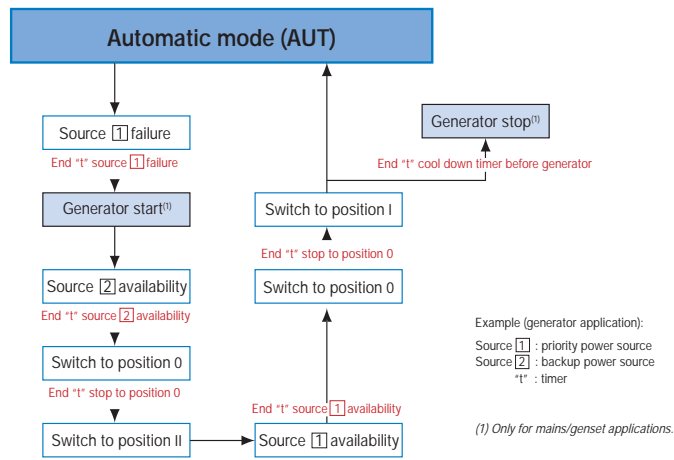 Automatic mode (AUT)
Source 1 failure
End "t" source 1 failure
Generator start(1)
Source 2 availability
End "t" source 2 availability
Switch to position 0
End "t" stop to position 0
Switch to position II
Source 1 availability
End "t" source 1 availability
Switch to position 0
End "t" stop to position 0
Switch to position I
End "t" cool down timer before generator
Generator stop(1)
Example (generator application):
Source 1 : priority power source
Source 2 : backup power source
"t" : timer
(1) Only for mains/genset applications.